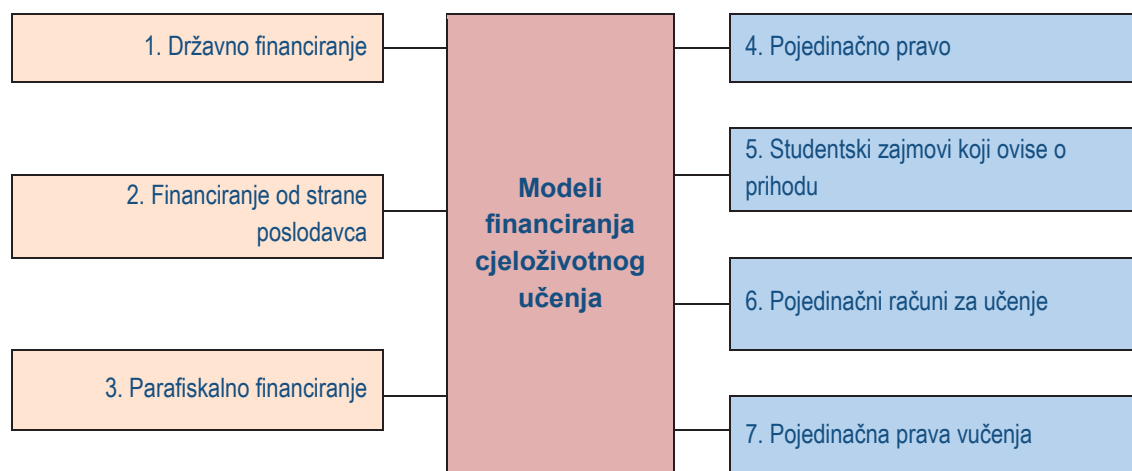 1. Državno financiranje
2. Financiranje od strane
poslodavca
3. Parafiskalno financiranje
Modeli
financiranja
cjeloživotnog
učenja
4. Pojedinačno pravo
5. Studentski zajmovi koji ovise o
prihodu
6. Pojedinačni računi za učenje
7. Pojedinačna prava vučenja